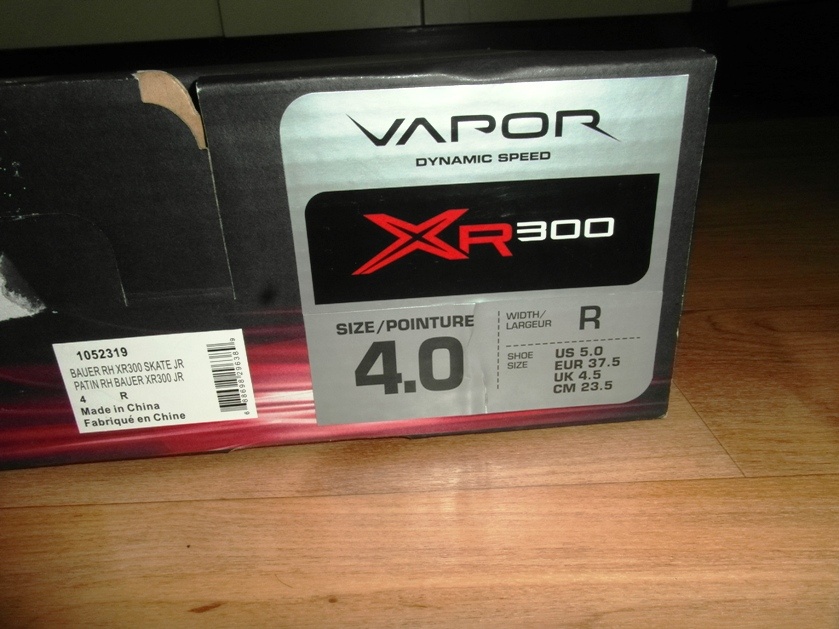 VAPOR
DYNAMIC SPEED
XR300
SIZE/POINTURE
4.0
WIDTH/
LARGEUR
R
SHOE
SIZE
US 5.0
EUR 37.5
UK 4.5
CM 23.5
1052319
BAUER RH XR300 SKATE JR
PATIN RH BAUER XR300 JR
4 R
Made in China
Fabriqué en Chine